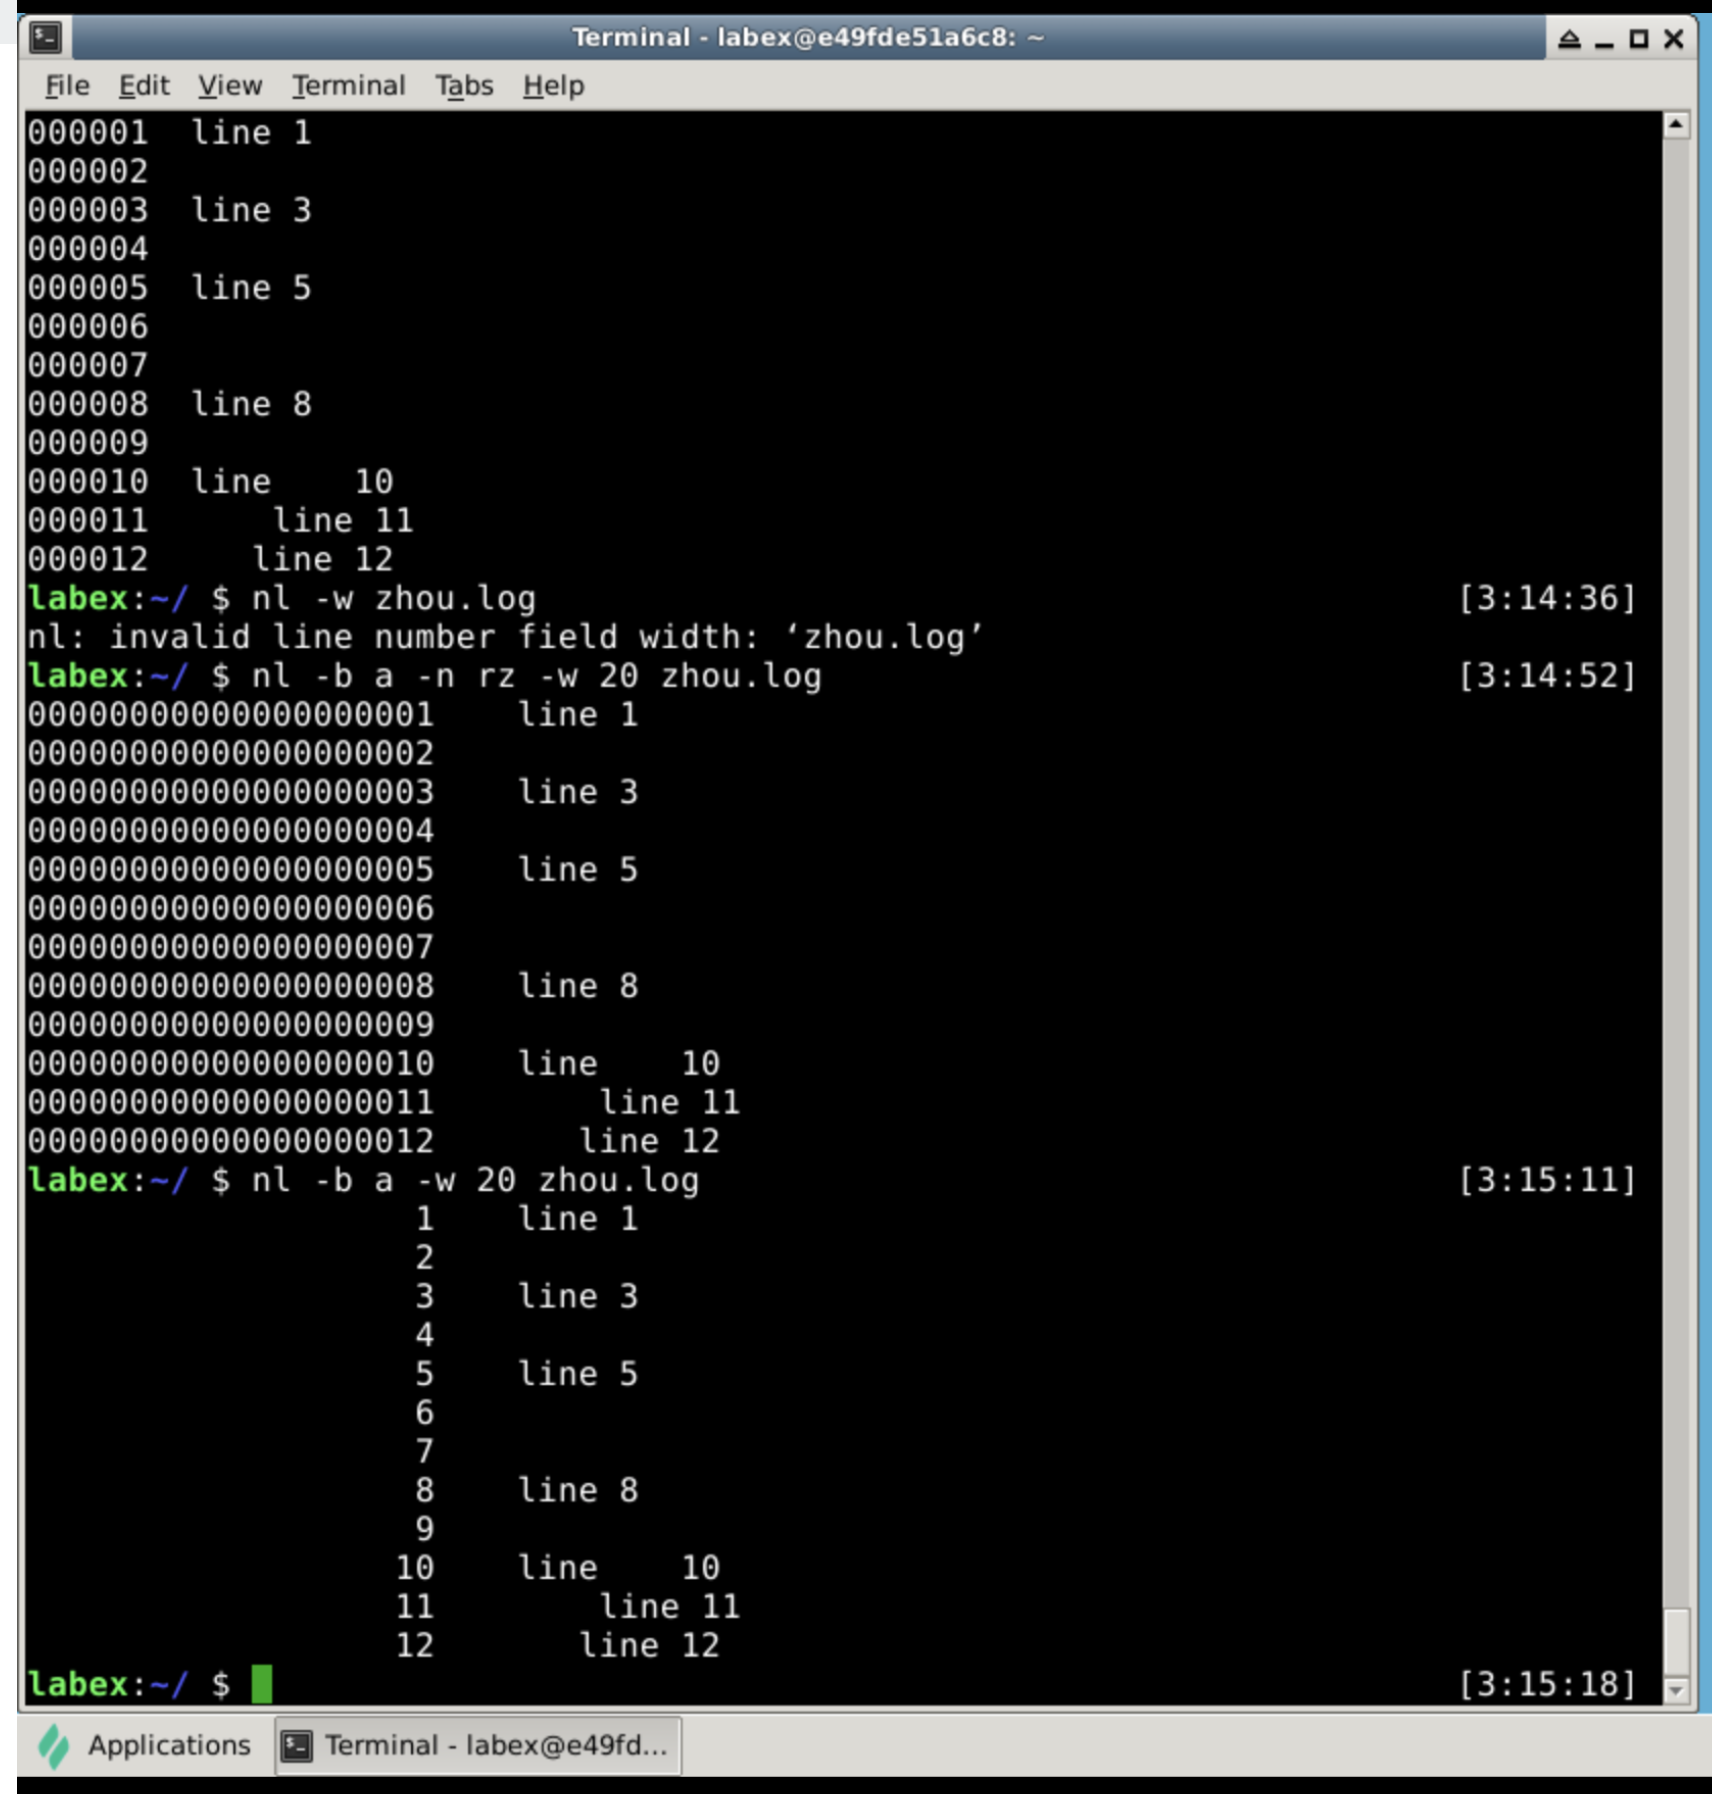 Terminal - labex@e49fde51a6c8: ~
File Edit View Terminal Tabs Help
000001  line 1
000002
000003  line 3
000004
000005  line 5
000006
000007
000008  line 8
000009
000010  line    10
000011      line 11
000012     line 12
labex:~/ $ nl -w zhou.log [3:14:36]
nl: invalid line number field width: ‘zhou.log’
labex:~/ $ nl -b a -n rz -w 20 zhou.log [3:14:52]
00000000000000000001    line 1
00000000000000000002
00000000000000000003    line 3
00000000000000000004
00000000000000000005    line 5
00000000000000000006
00000000000000000007
00000000000000000008    line 8
00000000000000000009
00000000000000000010    line    10
00000000000000000011        line 11
00000000000000000012       line 12
labex:~/ $ nl -b a -w 20 zhou.log [3:15:11]
                   1    line 1
                   2
                   3    line 3
                   4
                   5    line 5
                   6
                   7
                   8    line 8
                   9
                  10    line    10
                  11        line 11
                  12       line 12
labex:~/ $ [3:15:18]
Applications Terminal - labex@e49fd...